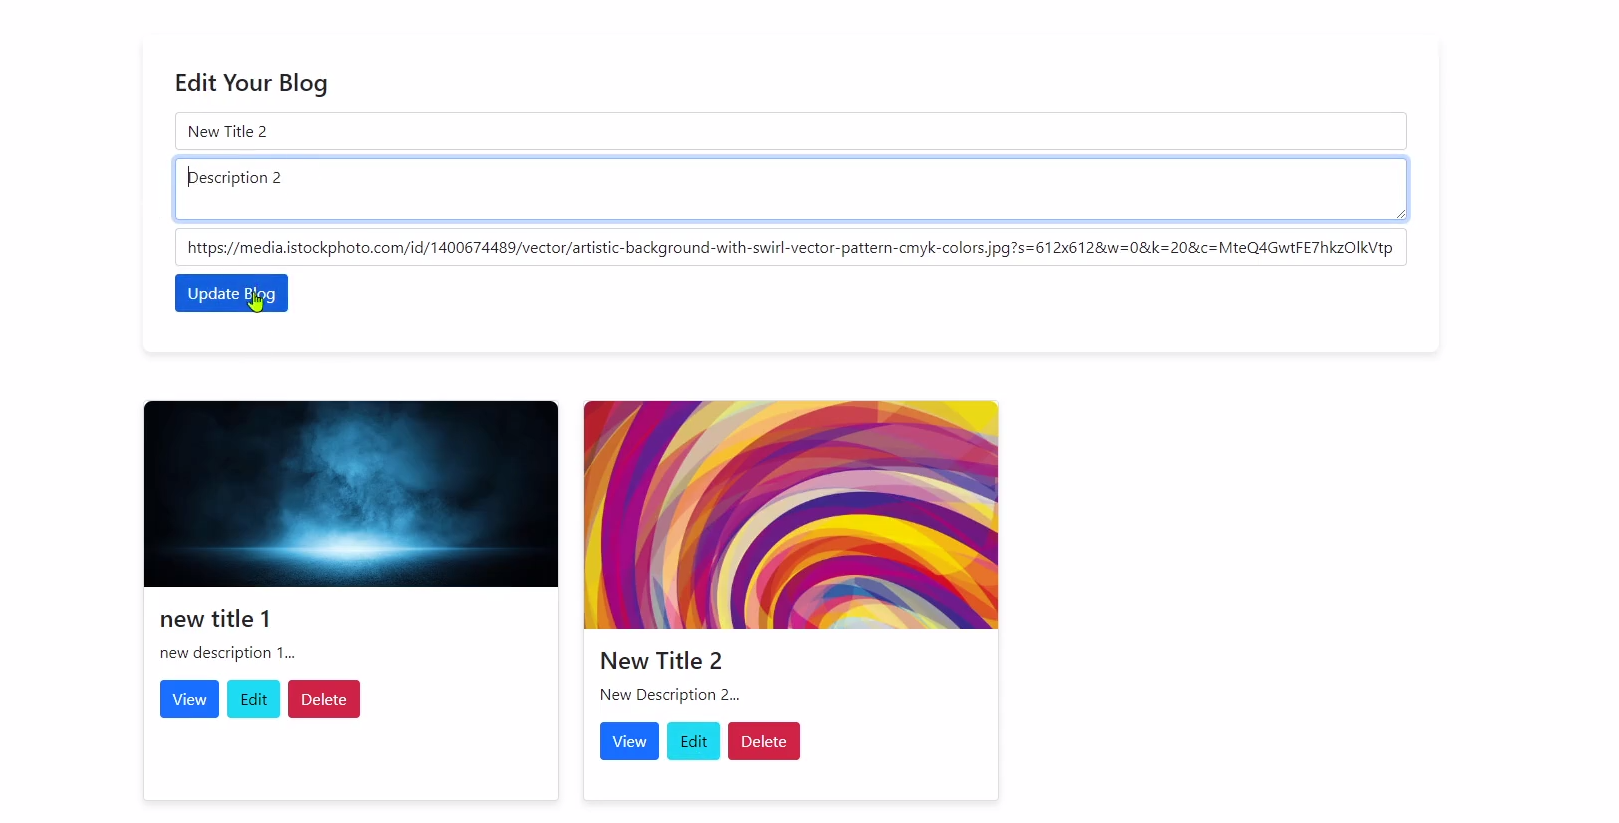 Edit Your Blog
New Title 2
Description 2
https://media.istockphoto.com/id/1400674489/vector/artistic-background-with-swirl-vector-pattern-cmyk-colors.jpg?s=612x612&w=0&k=20&c=MteQ4GwtFE7hkzOlkVtp
Update Blog
new title 1
new description 1...
View Edit Delete
New Title 2
New Description 2...
View Edit Delete